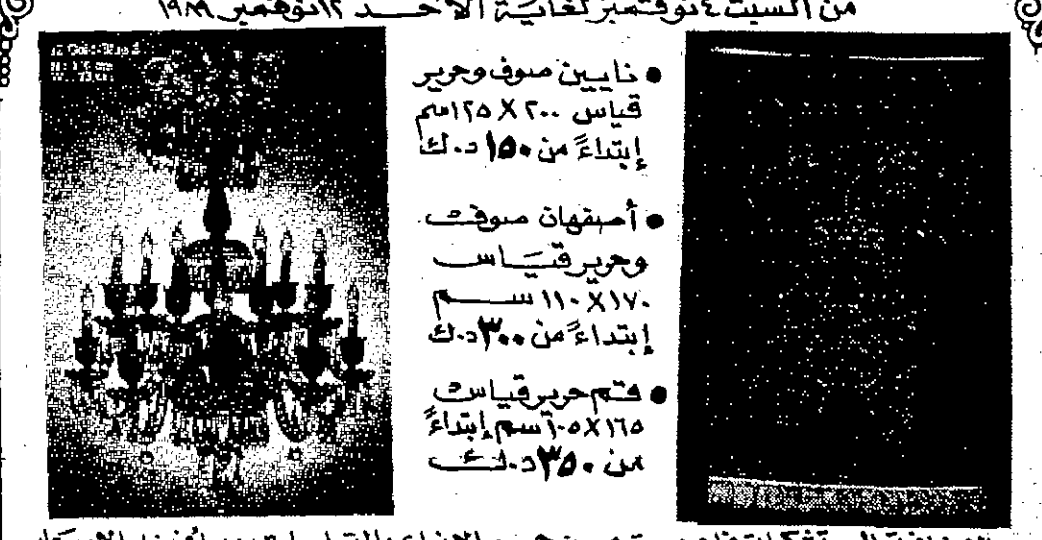 من السبت ٤ نوفمبر لغاية الأحد ١٢ نوفمبر ١٩٨٩
• نايين صوف وحرير
قياس ٢٠٠ X ١٢٥ سم
إبتداءً من ١٥٠ د.ك
• أصفهان صوف
وحرير قياس
١٧٠ X ١١٠ سم
إبتداءً من ٣٠٠ د.ك
• قم حرير قياس
١٦٥ X ١٠٥ سم إبتداءً
من ٣٥٠ د.ك